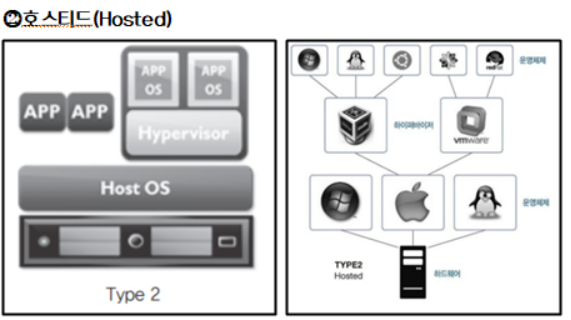 ❷호스티드(Hosted)
APP
OS
APP
OS
APP
APP
Hypervisor
Host OS
Type 2
운영체제
하이퍼바이저
vmware
운영체제
TYPE2
Hosted
하드웨어